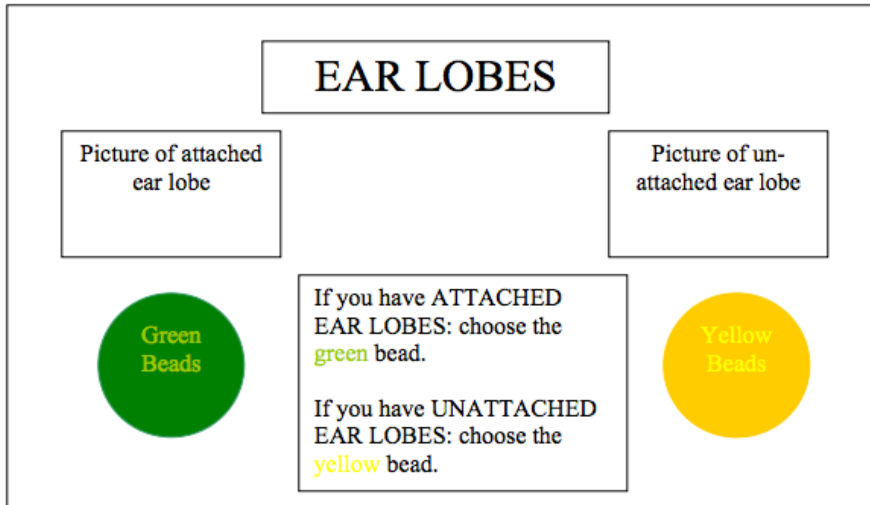 EAR LOBES
Picture of attached
ear lobe
Picture of un-
attached ear lobe
Green
Beads
If you have ATTACHED
EAR LOBES: choose the
green bead.
If you have UNATTACHED
EAR LOBES: choose the
yellow bead.
Yellow
Beads